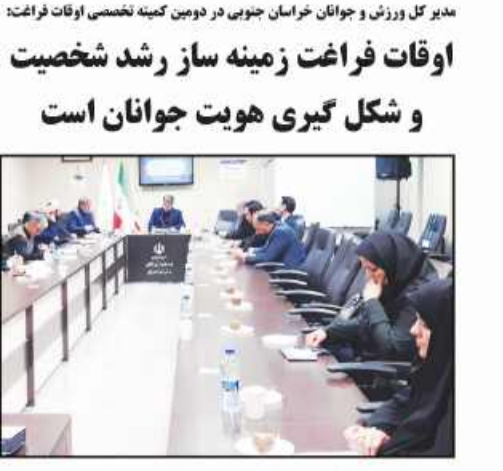 مدیر کل ورزش و جوانان خراسان جنوبی در دومین کمیته تخصصی اوقات فراغت:
اوقات فراغت زمینه ساز رشد شخصیت
و شکل گیری هویت جوانان است